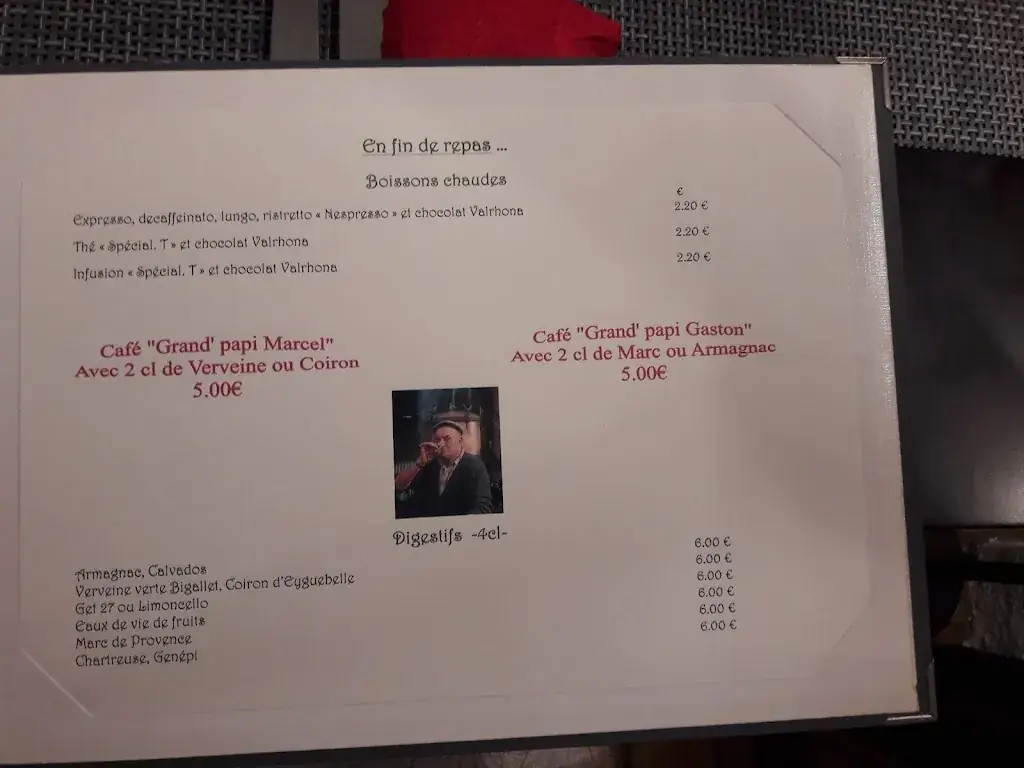 En fin de repas ...
Boissons chaudes
€
Expresso, decaffeinato, lungo, ristretto « Nespresso » et chocolat Valrhona 2.20 €
Thé « Spécial. T » et chocolat Valrhona 2.20 €
Infusion « Spécial. T » et chocolat Valrhona 2.20 €
Café "Grand' papi Marcel"
Avec 2 cl de Verveine ou Coiron
5.00€
Café "Grand' papi Gaston"
Avec 2 cl de Marc ou Armagnac
5.00€
Digestifs -4cl-
Armagnac, Calvados 6.00 €
Verveine verte Bigallet, Coiron d'Eyguebelle 6.00 €
Get 27 ou Limoncello 6.00 €
Eaux de vie de fruits 6.00 €
Marc de Provence 6.00 €
Chartreuse, Genépi 6.00 €